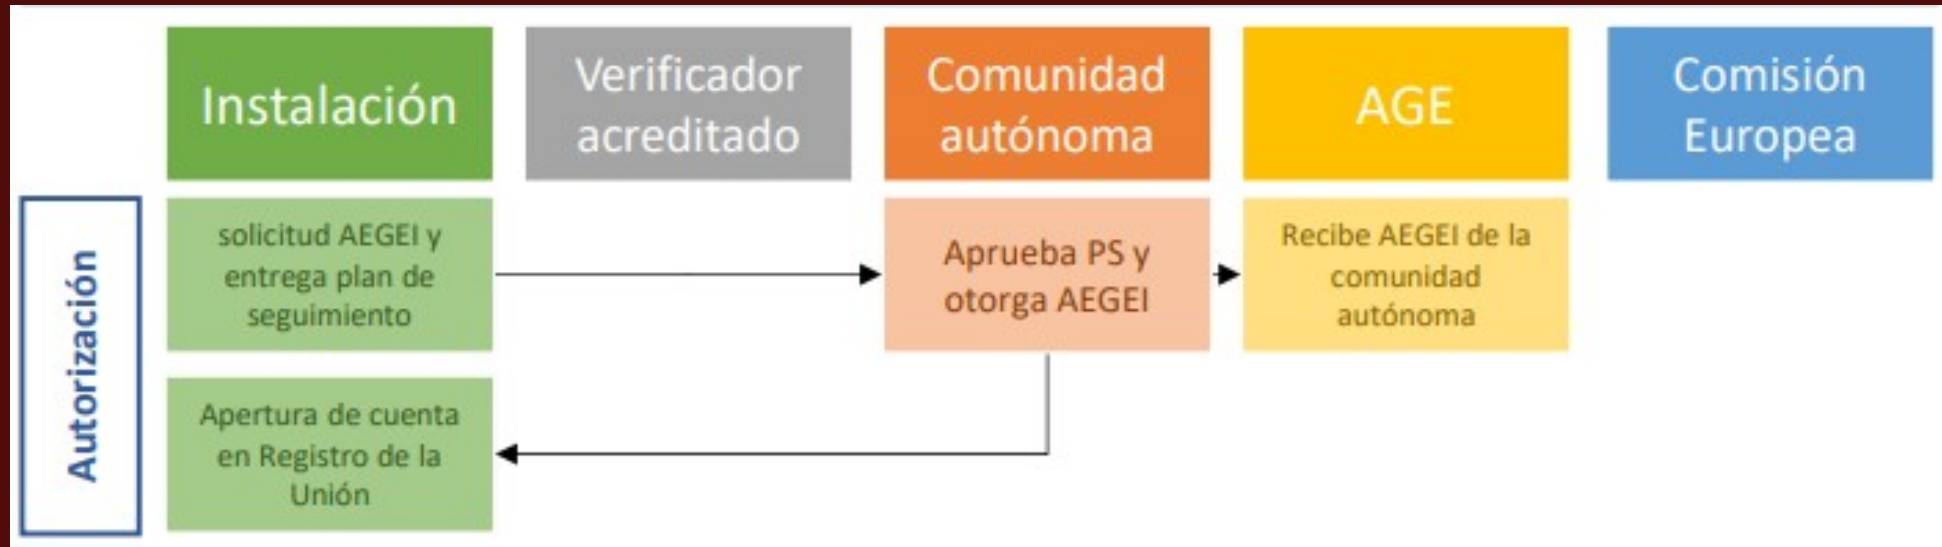 Instalación
Verificador
acreditado
Comunidad
autónoma
AGE
Comisión
Europea
Autorización
solicitud AEGEI y
entrega plan de
seguimiento
Aprueba PS y
otorga AEGEI
Recibe AEGEI de la
comunidad
autónoma
Apertura de cuenta
en Registro de la
Unión